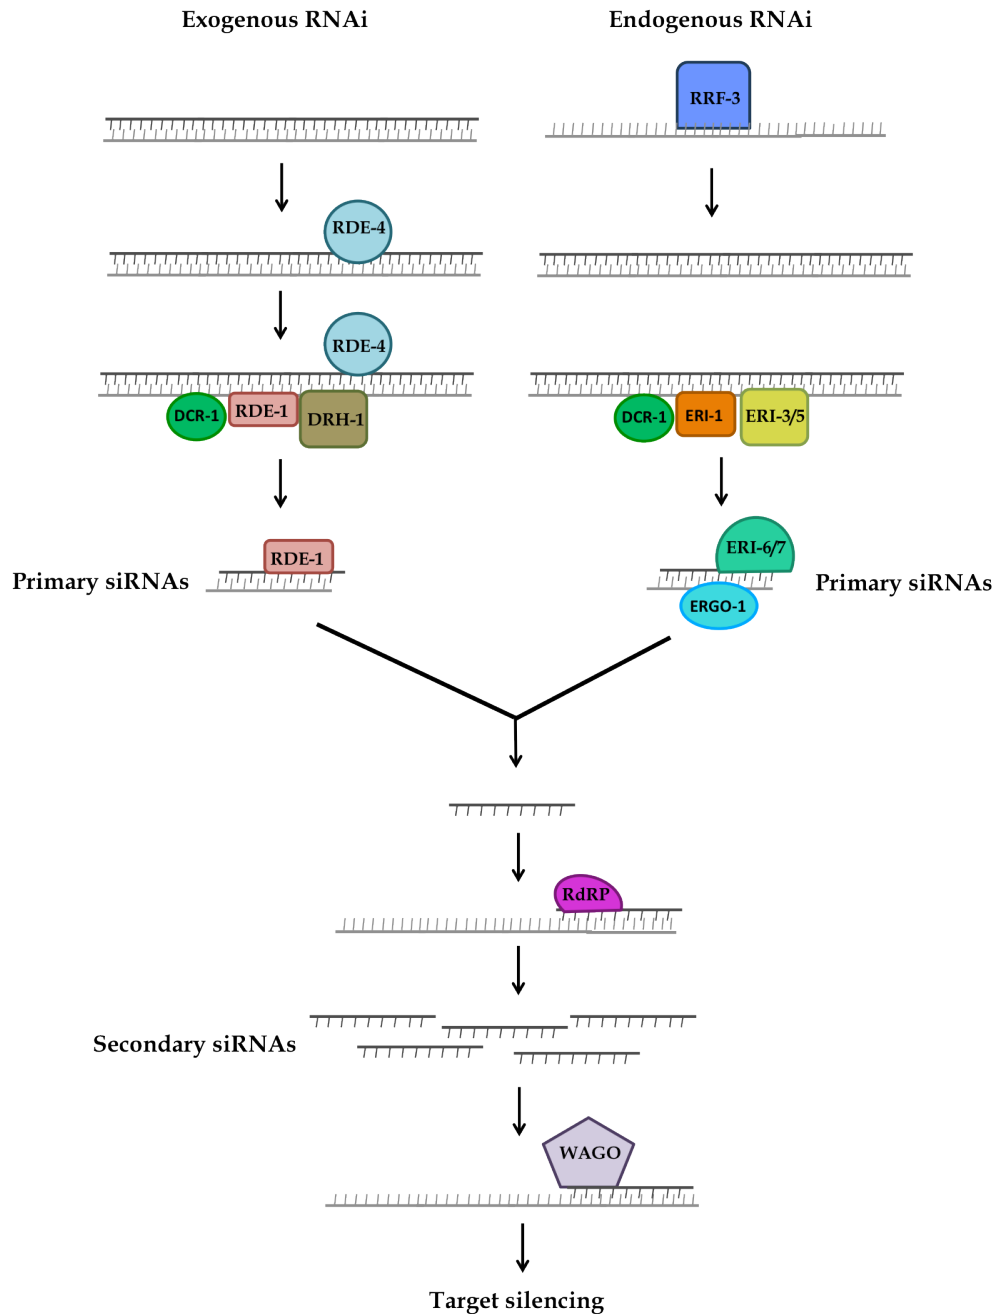 Exogenous RNAi
Endogenous RNAi
RRF-3
RDE-4
RDE-4
DCR-1
RDE-1
DRH-1
DCR-1
ERI-1
ERI-3/5
Primary siRNAs
RDE-1
ERI-6/7
ERGO-1
Primary siRNAs
RdRP
Secondary siRNAs
WAGO
Target silencing